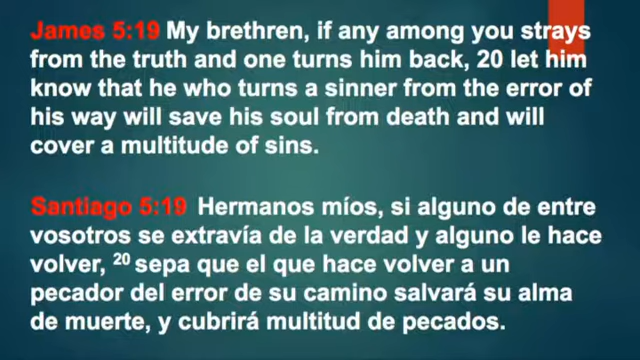 James 5:19 My brethren, if any among you strays
from the truth and one turns him back, 20 let him
know that he who turns a sinner from the error of
his way will save his soul from death and will
cover a multitude of sins.
Santiago 5:19 Hermanos míos, si alguno de entre
vosotros se extravía de la verdad y alguno le hace
volver, 20 sepa que el que hace volver a un
pecador del error de su camino salvará su alma
de muerte, y cubrirá multitud de pecados.